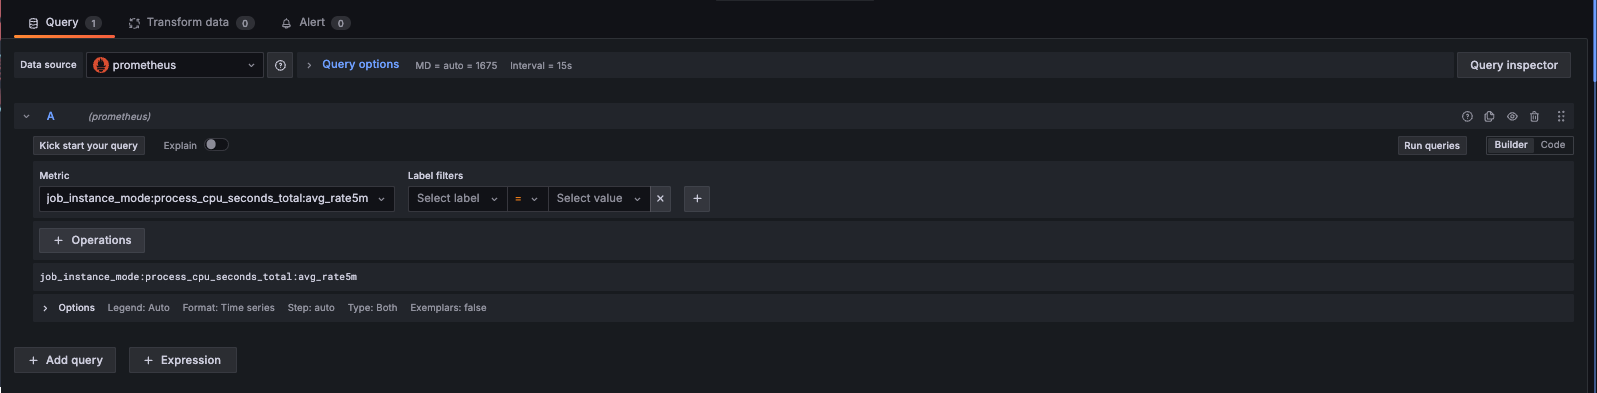 Query 1 Transform data 0 Alert 0
Data source prometheus Query options MD = auto = 1675 Interval = 15s Query inspector
A (prometheus)
Kick start your query Explain Run queries Builder Code
Metric Label filters
job_instance_mode:process_cpu_seconds_total:avg_rate5m Select label = Select value
+ Operations
job_instance_mode:process_cpu_seconds_total:avg_rate5m
Options Legend: Auto Format: Time series Step: auto Type: Both Exemplars: false
+ Add query + Expression